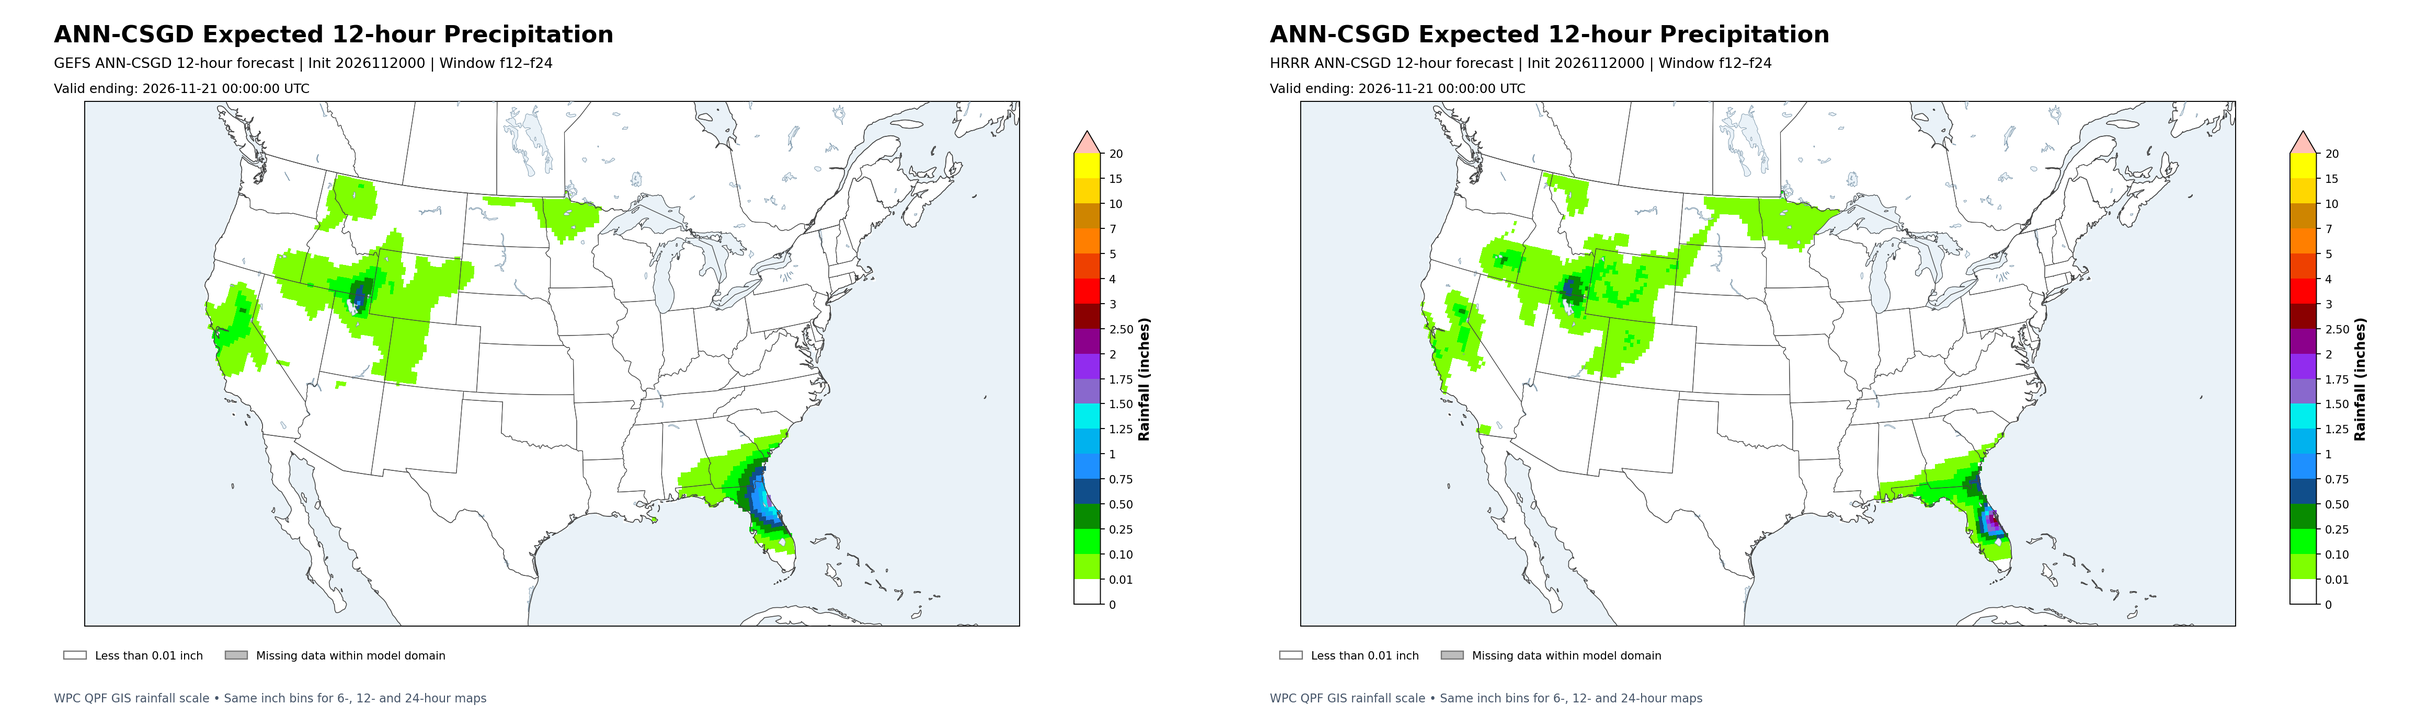 ANN-CSGD Expected 12-hour Precipitation
GEFS ANN-CSGD 12-hour forecast | Init 2026112000 | Window f12–f24
Valid ending: 2026-11-21 00:00:00 UTC
20
15
10
7
5
4
3
2.50
2
1.75
1.50
1.25
1
0.75
0.50
0.25
0.10
0.01
0
Rainfall (inches)
Less than 0.01 inch
Missing data within model domain
WPC QPF GIS rainfall scale • Same inch bins for 6-, 12- and 24-hour maps
ANN-CSGD Expected 12-hour Precipitation
HRRR ANN-CSGD 12-hour forecast | Init 2026112000 | Window f12–f24
Valid ending: 2026-11-21 00:00:00 UTC
20
15
10
7
5
4
3
2.50
2
1.75
1.50
1.25
1
0.75
0.50
0.25
0.10
0.01
0
Rainfall (inches)
Less than 0.01 inch
Missing data within model domain
WPC QPF GIS rainfall scale • Same inch bins for 6-, 12- and 24-hour maps